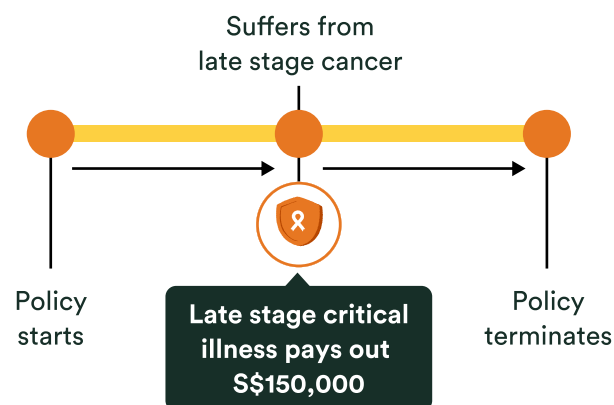 Suffers from
late stage cancer
Policy
starts
Late stage critical
illness pays out
S$150,000
Policy
terminates